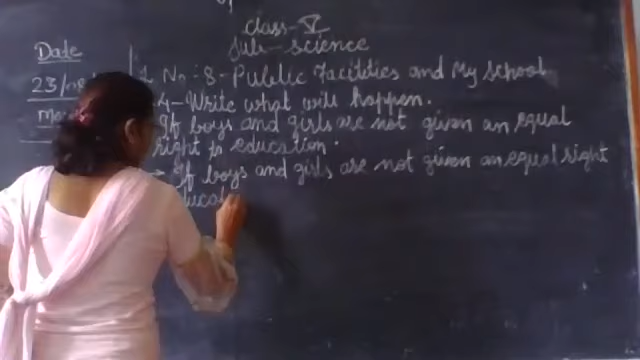 Class-V
Sub-Science
Date
23/
L No:8-Public Facilities and My School
4-Write what will happen.
If boys and girls are not given an equal
right to education.
→ If boys and girls are not given an equal right
ducat